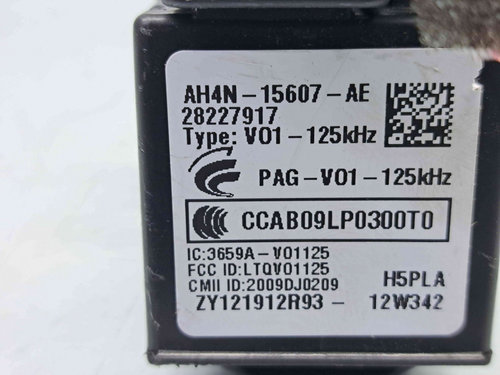 AH4N-15607-AE
28227917
Type: V01-125kHz
PAG-V01-125kHz
CCAB09LP0300T0
IC:3659A-V01125
FCC ID:LTQV01125
CMII ID:2009DJ0209
H5PLA
ZY121912R93- 12W342